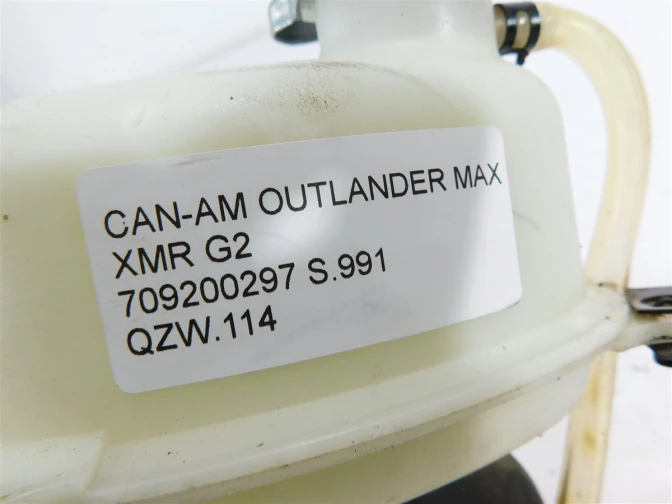 CAN-AM OUTLANDER MAX
XMR G2
709200297 S.991
QZW.114